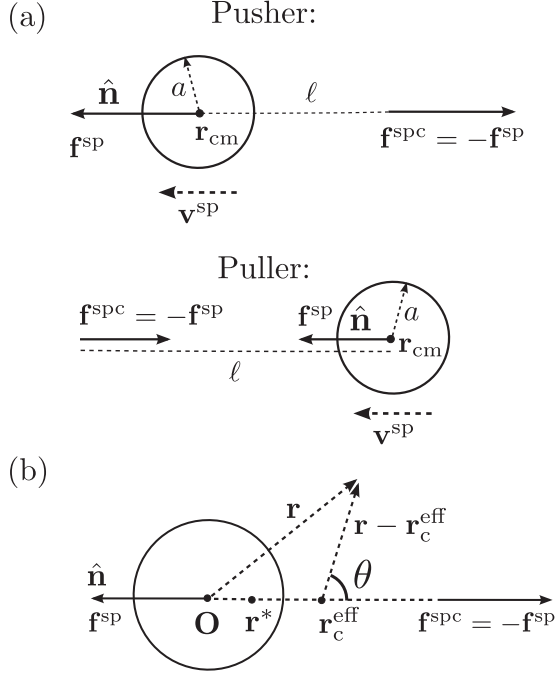 (a)
Pusher:
n̂
a
ℓ
r_cm
f^sp
f^spc = −f^sp
v^sp
Puller:
f^spc = −f^sp
f^sp
n̂
a
r_cm
ℓ
v^sp
(b)
r
r − r_c^eff
θ
n̂
f^sp
O
r*
r_c^eff
f^spc = −f^sp